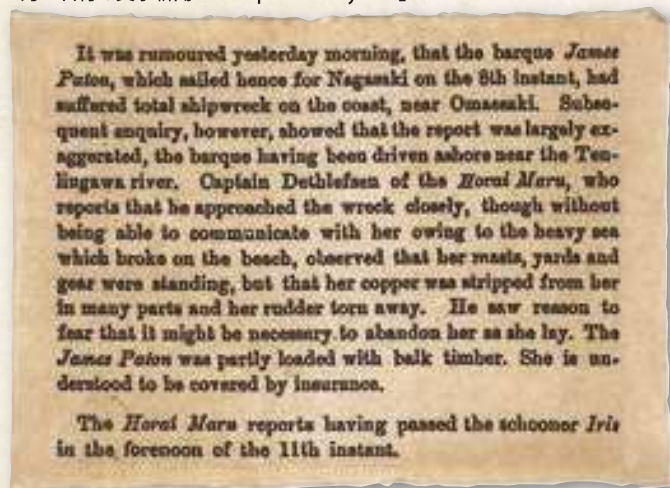 It was rumoured yesterday morning, that the barque James
Paton, which sailed hence for Nagasaki on the 8th instant, had
suffered total shipwreck on the coast, near Omaesaki. Subse-
quent enquiry, however, showed that the report was largely ex-
aggerated, the barque having been driven ashore near the Ten-
riugawa river. Captain Dethlefsen of the Horai Maru, who
reports that he approached the wreck closely, though without
being able to communicate with her owing to the heavy sea
which broke on the beach, observed that her masts, yards and
gear were standing, but that her copper was stripped from her
in many parts and her rudder torn away. He saw reason to
fear that it might be necessary to abandon her as she lay. The
James Paton was partly loaded with balk timber. She is un-
derstood to be covered by insurance.
The Horai Maru reports having passed the schooner Iris
in the forenoon of the 11th instant.